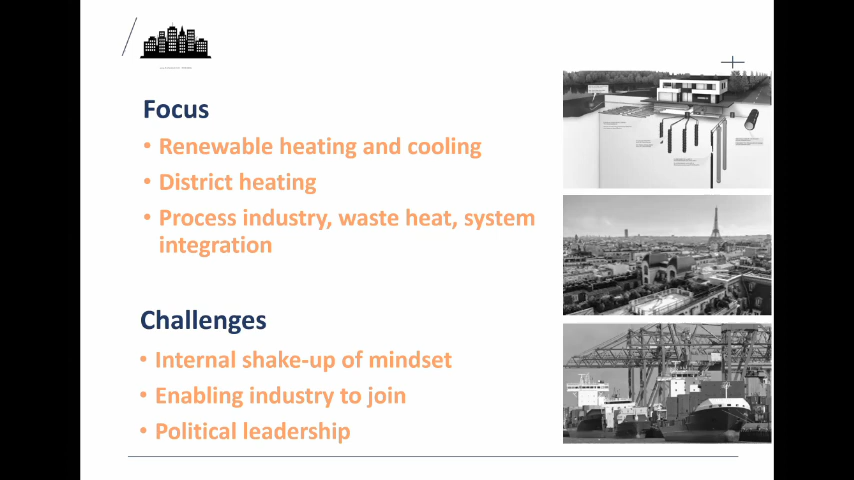 Focus
• Renewable heating and cooling
• District heating
• Process industry, waste heat, system
integration
Challenges
• Internal shake-up of mindset
• Enabling industry to join
• Political leadership